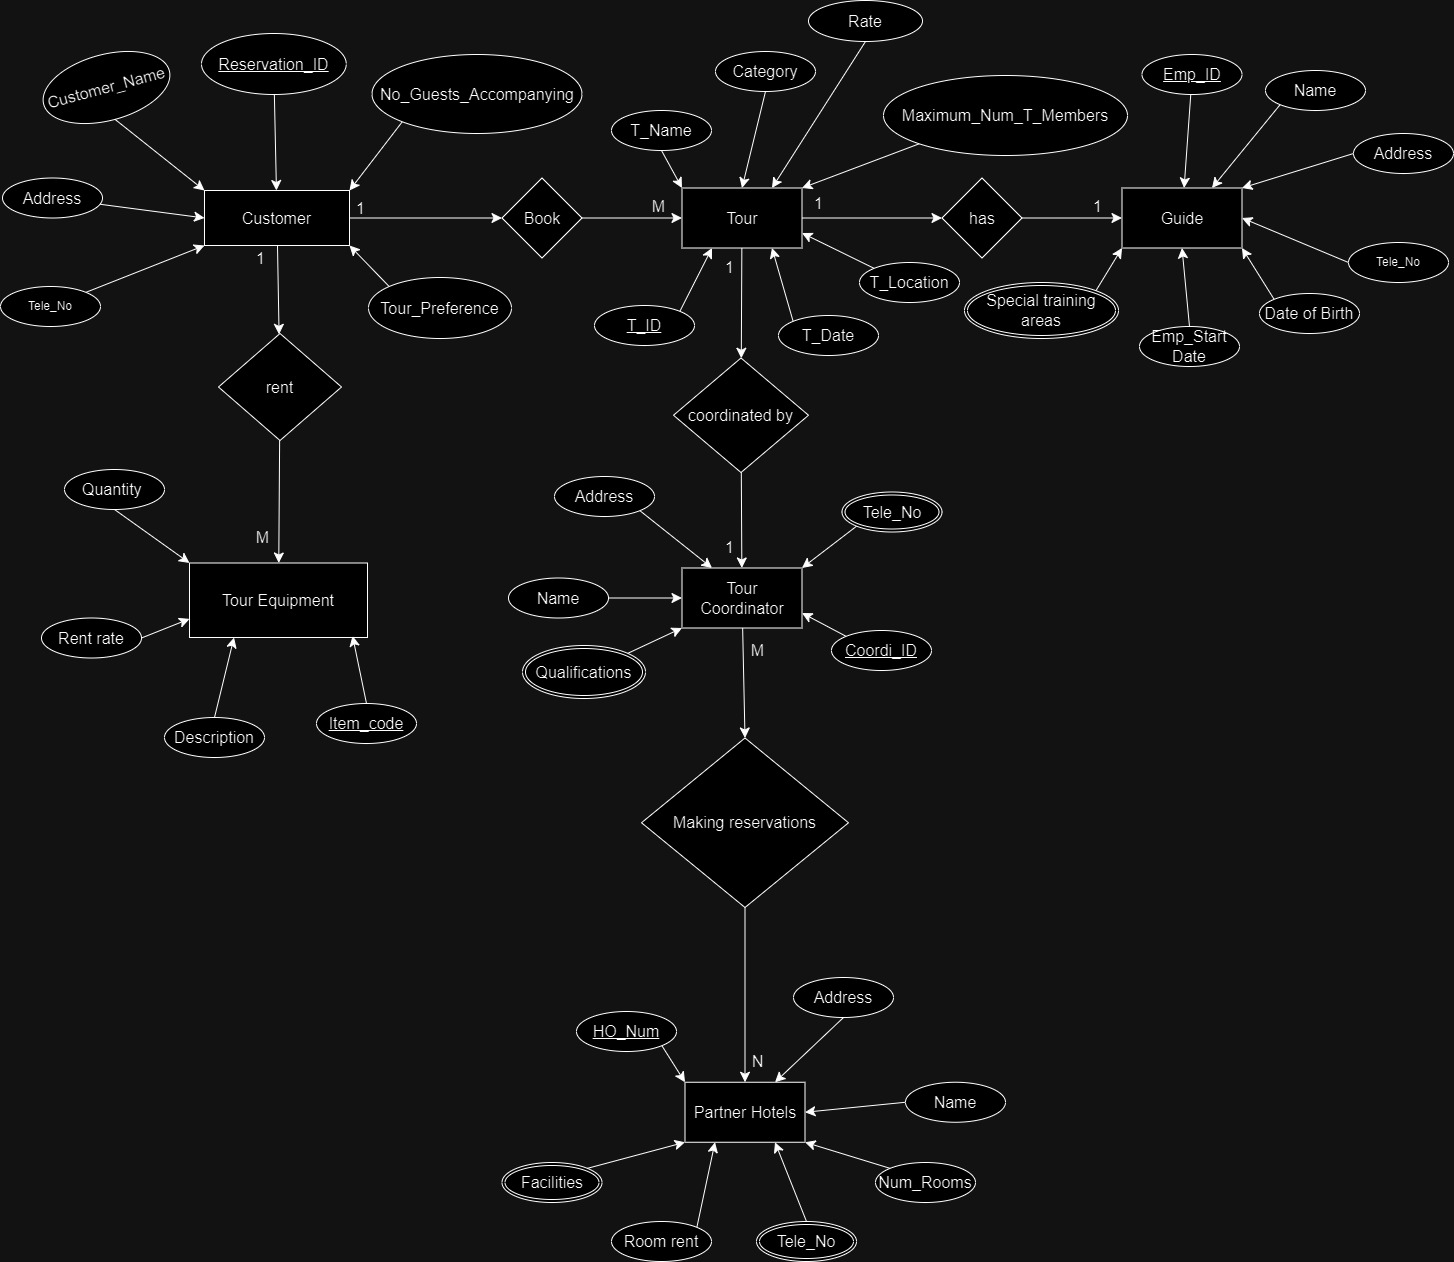 Rate
Reservation_ID
Category
Emp_ID
Customer_Name
No_Guests_Accompanying
Name
Maximum_Num_T_Members
T_Name
Address
Address
1
M
1
1
Customer
Book
Tour
has
Guide
1
1
Tele_No
T_Location
Tele_No
Tour_Preference
Special training
areas
Date of Birth
T_ID
T_Date
Emp_Start
Date
rent
coordinated by
Quantity
Address
Tele_No
M
1
Tour Equipment
Tour
Coordinator
Name
Rent rate
Coordi_ID
M
Qualifications
Description
Item_code
Making reservations
Address
HO_Num
N
Partner Hotels
Name
Facilities
Num_Rooms
Room rent
Tele_No